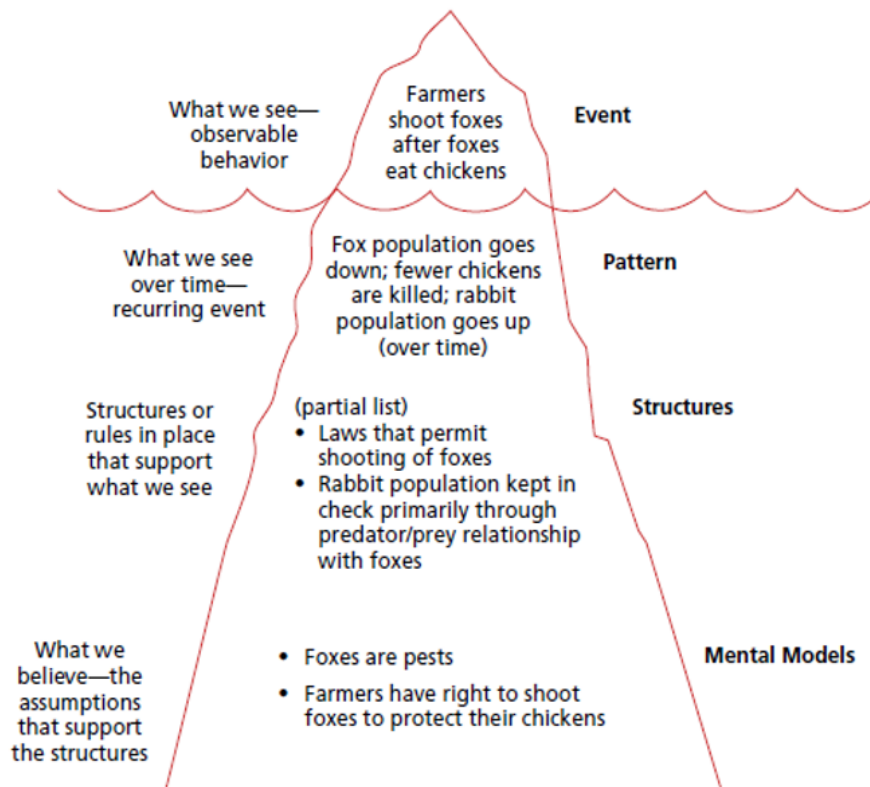 What we see—
observable
behavior
Farmers
shoot foxes
after foxes
eat chickens
Event
What we see
over time—
recurring event
Fox population goes
down; fewer chickens
are killed; rabbit
population goes up
(over time)
Pattern
Structures or
rules in place
that support
what we see
(partial list)
• Laws that permit
shooting of foxes
• Rabbit population kept in
check primarily through
predator/prey relationship
with foxes
Structures
What we
believe—the
assumptions
that support
the structures
• Foxes are pests
• Farmers have right to shoot
foxes to protect their chickens
Mental Models